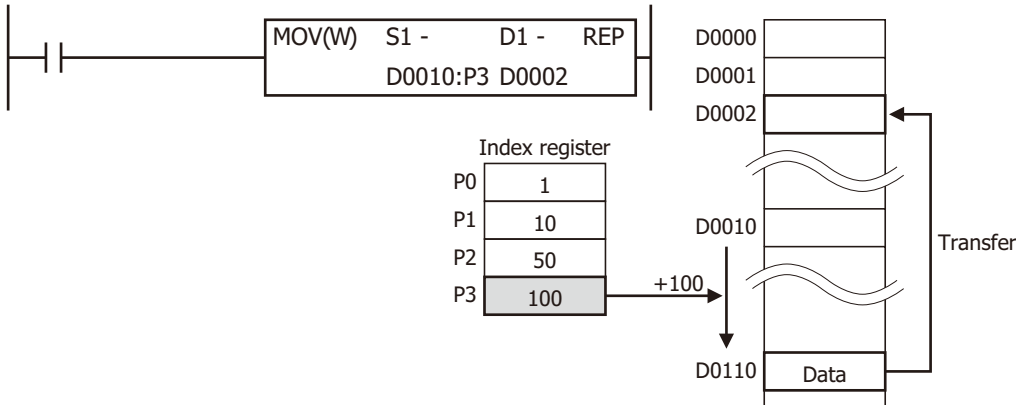 MOV(W) S1 - D1 - REP
D0010:P3 D0002
D0000
D0001
D0002
Index register
P0 1
P1 10
P2 50
P3 100
+100
D0010
Transfer
D0110 Data